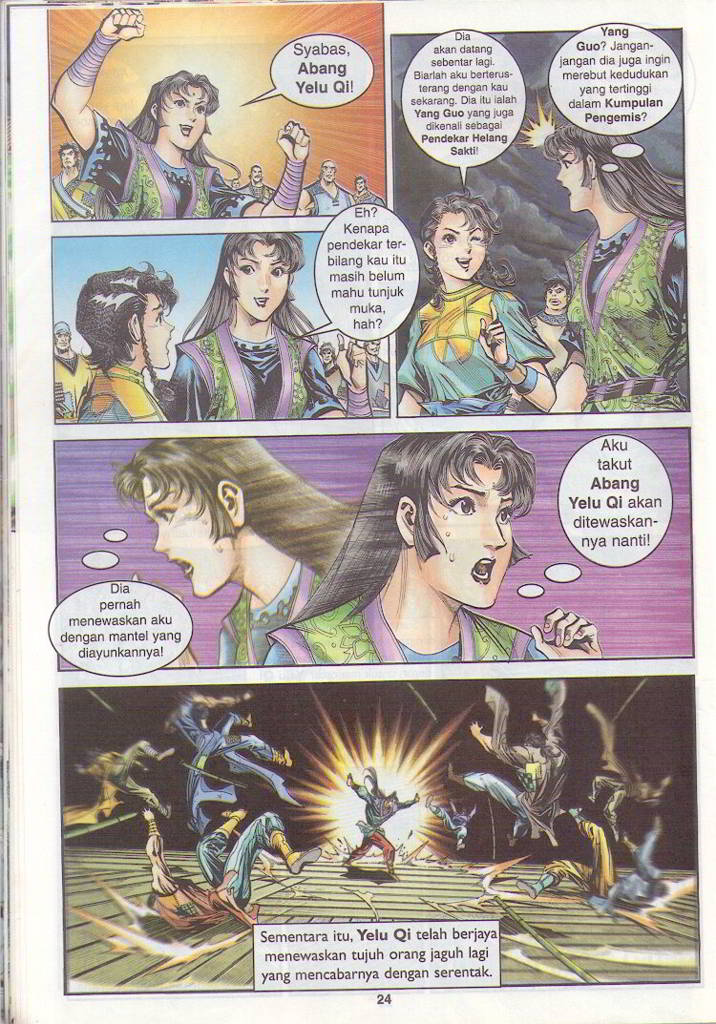 Syabas,
Abang
Yelu Qi!
Eh?
Kenapa
pendekar ter-
bilang kau itu
masih belum
mahu tunjuk
muka,
hah?
Dia
akan datang
sebentar lagi.
Biarlah aku berterus-
terang dengan kau
sekarang. Dia itu ialah
Yang Guo yang juga
dikenali sebagai
Pendekar Helang
Sakti!
Yang
Guo? Jangan-
jangan dia juga ingin
merebut kedudukan
yang tertinggi
dalam Kumpulan
Pengemis?
Dia
pernah
menewaskan aku
dengan mantel yang
diayunkannya!
Aku
takut
Abang
Yelu Qi akan
ditewaskan-
nya nanti!
Sementara itu, Yelu Qi telah berjaya
menewaskan tujuh orang jaguh lagi
yang mencabarnya dengan serentak.
24